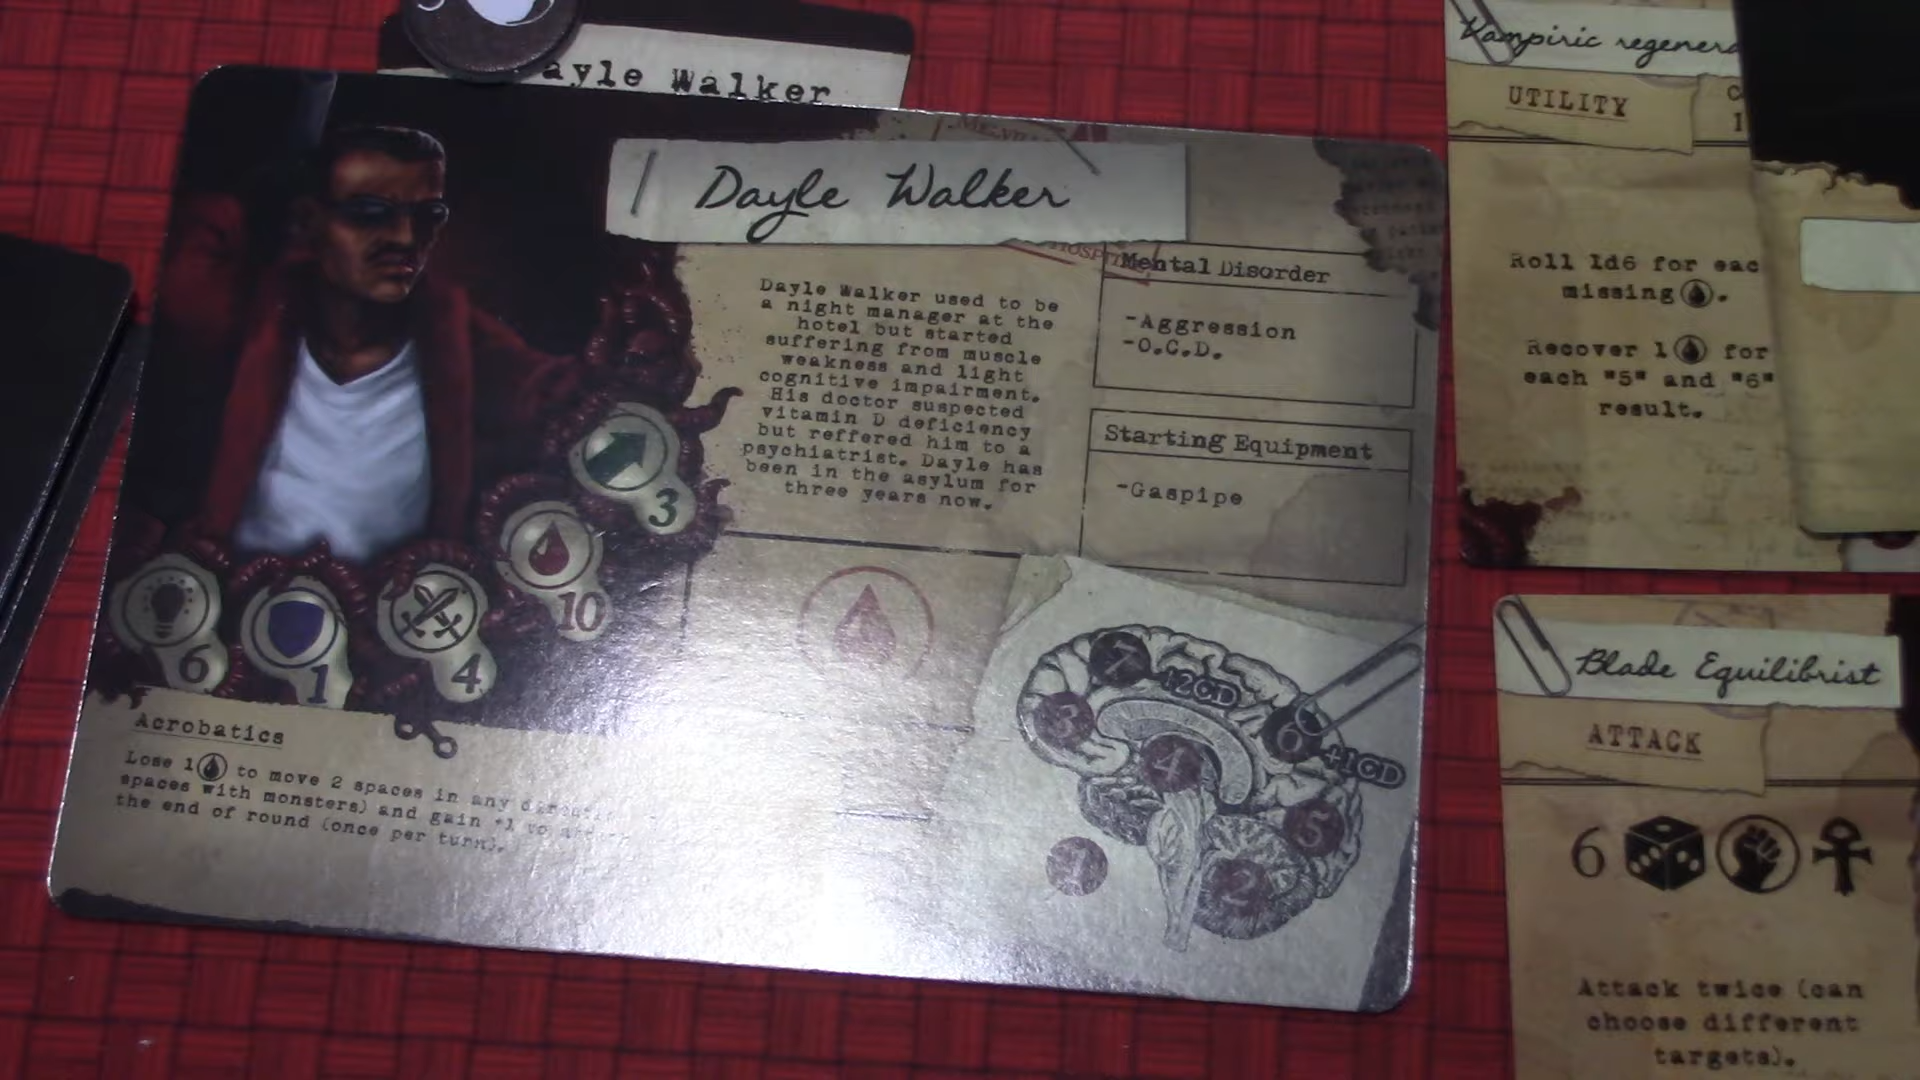 ayle Walker
Dayle Walker
Dayle Walker used to be
a night manager at the
hotel but started
suffering from muscle
weakness and light
cognitive impairment.
His doctor suspected
vitamin D deficiency
but reffered him to a
psychiatrist. Dayle has
been in the asylum for
three years now.
Mental Disorder
-Aggression
-O.C.D.
Starting Equipment
-Gaspipe
3
10
4
1
6
Acrobatics
Lose 1 to move 2 spaces in any
spaces with monsters) and gain +1 to
the end of round (once per turn).
7 +2CD
6 +1CD
3
4
5
1
2
Vampiric regenera
UTILITY
Roll 1d6 for eac
missing .
Recover 1 for
each "5" and "6"
result.
Blade Equilibrist
ATTACK
6
Attack twice (can
choose different
targets).